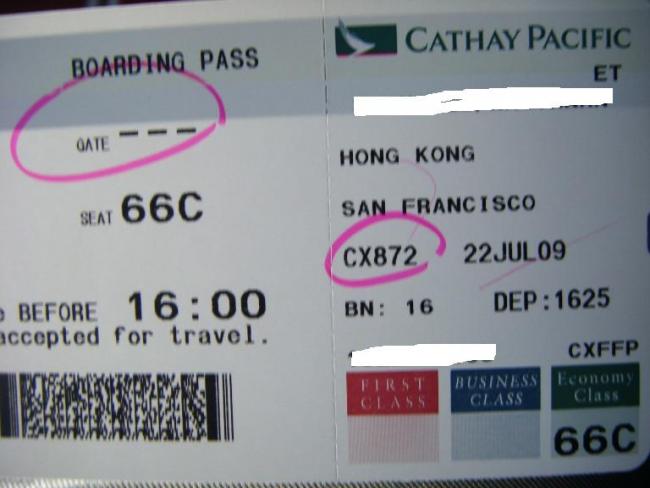 BOARDING PASS
GATE ---
SEAT 66C
BEFORE 16:00
accepted for travel.
CATHAY PACIFIC
ET
HONG KONG
SAN FRANCISCO
CX872 22JUL09
BN: 16 DEP:1625
CXFFP
FIRST CLASS
BUSINESS CLASS
Economy Class
66C